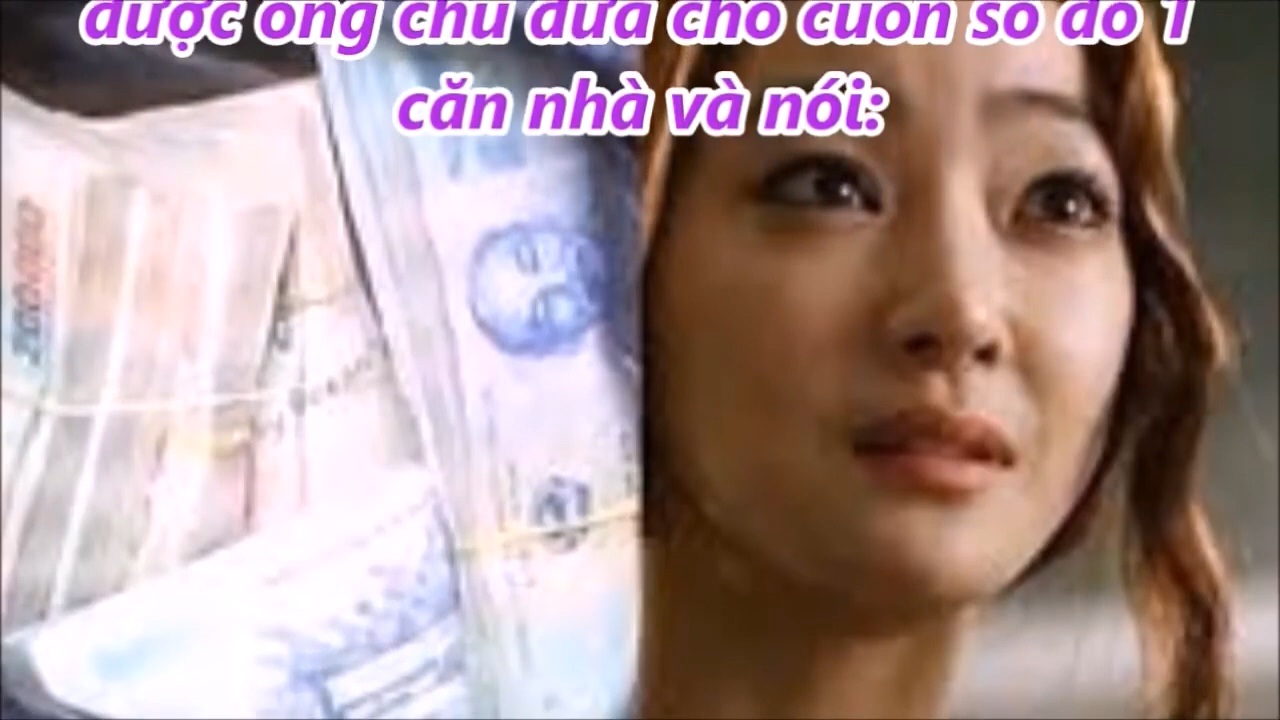 được ông chủ đưa cho cuốn sổ đỏ 1
căn nhà và nói: